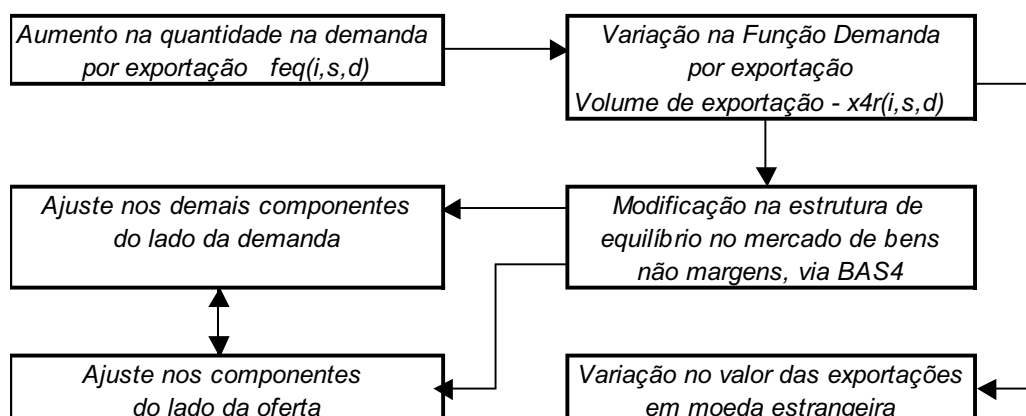 Aumento na quantidade na demanda
por exportação feq(i,s,d)
Variação na Função Demanda
por exportação
Volume de exportação - x4r(i,s,d)
Ajuste nos demais componentes
do lado da demanda
Modificação na estrutura de
equilíbrio no mercado de bens
não margens, via BAS4
Ajuste nos componentes
do lado da oferta
Variação no valor das exportações
em moeda estrangeira